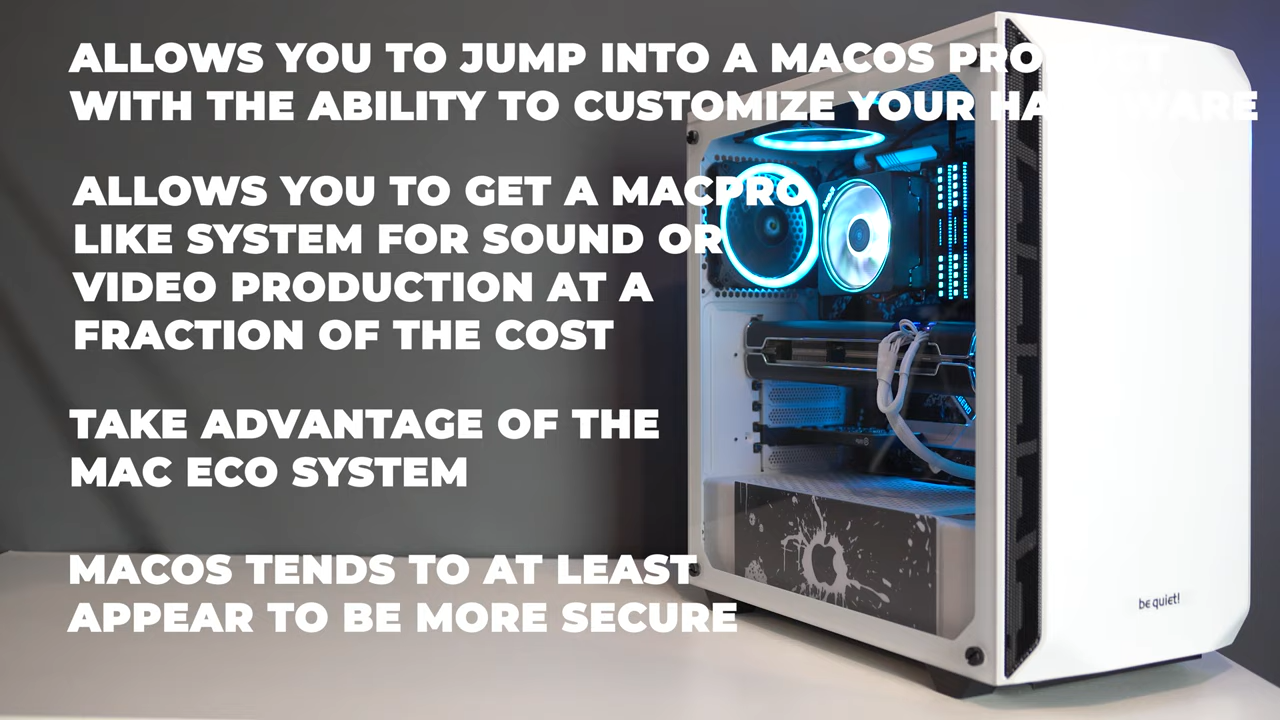 ALLOWS YOU TO JUMP INTO A MACOS PRODUCT
WITH THE ABILITY TO CUSTOMIZE YOUR HARDWARE
ALLOWS YOU TO GET A MACPRO
LIKE SYSTEM FOR SOUND OR
VIDEO PRODUCTION AT A
FRACTION OF THE COST
TAKE ADVANTAGE OF THE
MAC ECO SYSTEM
MACOS TENDS TO AT LEAST
APPEAR TO BE MORE SECURE
be quiet!